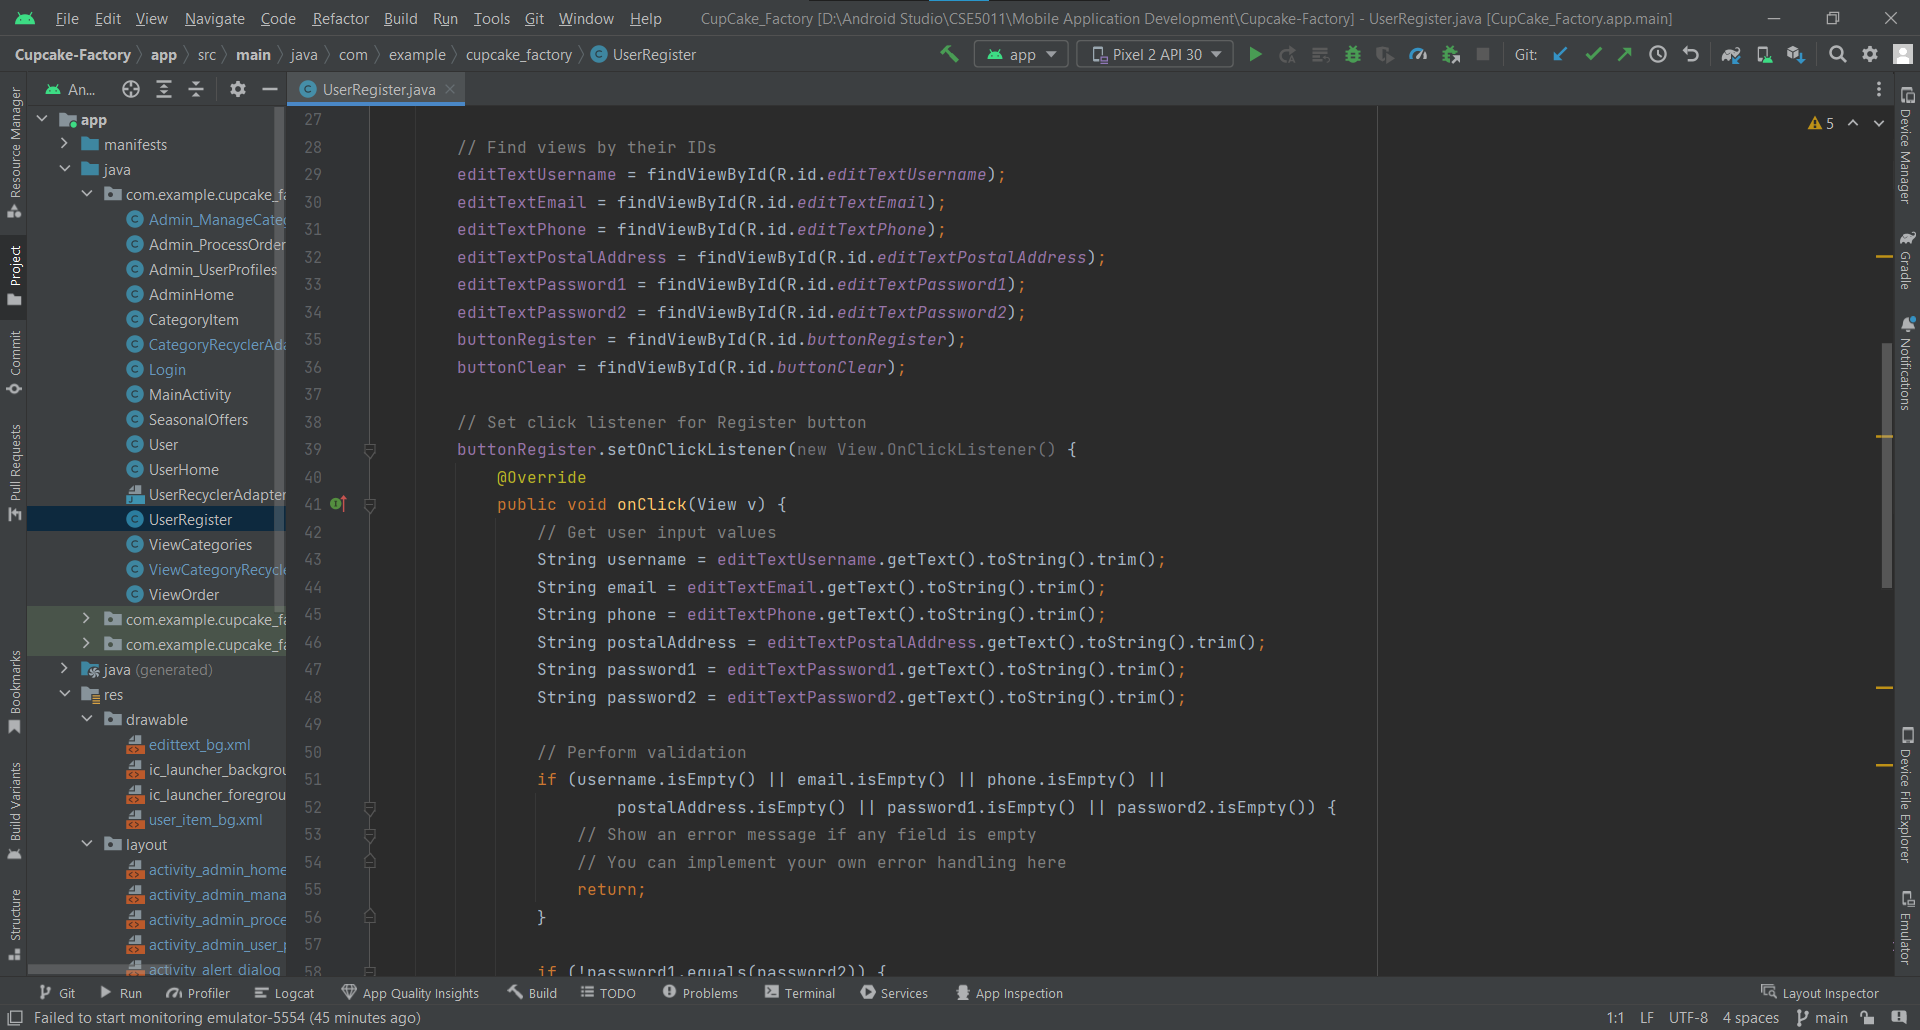 File Edit View Navigate Code Refactor Build Run Tools Git Window Help CupCake_Factory [D:\Android Studio\CSE5011\Mobile Application Development\Cupcake-Factory] - UserRegister.java [CupCake_Factory.app.main]
Cupcake-Factory app src main java com example cupcake_factory UserRegister app Pixel 2 API 30 Git:
An... UserRegister.java
Resource Manager
Project
Commit
Pull Requests
Bookmarks
Build Variants
Structure
app
manifests
java
com.example.cupcake_fa
Admin_ManageCateg
Admin_ProcessOrder
Admin_UserProfiles
AdminHome
CategoryItem
CategoryRecyclerAda
Login
MainActivity
SeasonalOffers
User
UserHome
UserRecyclerAdapter
UserRegister
ViewCategories
ViewCategoryRecycle
ViewOrder
com.example.cupcake_fa
com.example.cupcake_fa
java (generated)
res
drawable
edittext_bg.xml
ic_launcher_backgrou
ic_launcher_foregrou
user_item_bg.xml
layout
activity_admin_home
activity_admin_mana
activity_admin_proce
activity_admin_user_p
activity_alert_dialog
5
27
28 // Find views by their IDs
29 editTextUsername = findViewById(R.id.editTextUsername);
30 editTextEmail = findViewById(R.id.editTextEmail);
31 editTextPhone = findViewById(R.id.editTextPhone);
32 editTextPostalAddress = findViewById(R.id.editTextPostalAddress);
33 editTextPassword1 = findViewById(R.id.editTextPassword1);
34 editTextPassword2 = findViewById(R.id.editTextPassword2);
35 buttonRegister = findViewById(R.id.buttonRegister);
36 buttonClear = findViewById(R.id.buttonClear);
37
38 // Set click listener for Register button
39 buttonRegister.setOnClickListener(new View.OnClickListener() {
40 @Override
41 public void onClick(View v) {
42 // Get user input values
43 String username = editTextUsername.getText().toString().trim();
44 String email = editTextEmail.getText().toString().trim();
45 String phone = editTextPhone.getText().toString().trim();
46 String postalAddress = editTextPostalAddress.getText().toString().trim();
47 String password1 = editTextPassword1.getText().toString().trim();
48 String password2 = editTextPassword2.getText().toString().trim();
49
50 // Perform validation
51 if (username.isEmpty() || email.isEmpty() || phone.isEmpty() ||
52 postalAddress.isEmpty() || password1.isEmpty() || password2.isEmpty()) {
53 // Show an error message if any field is empty
54 // You can implement your own error handling here
55 return;
56 }
57
58 if (!password1.equals(password2)) {
Device Manager
Gradle
Notifications
Device File Explorer
Emulator
Git Run Profiler Logcat App Quality Insights Build TODO Problems Terminal Services App Inspection Layout Inspector
Failed to start monitoring emulator-5554 (45 minutes ago) 1:1 LF UTF-8 4 spaces main